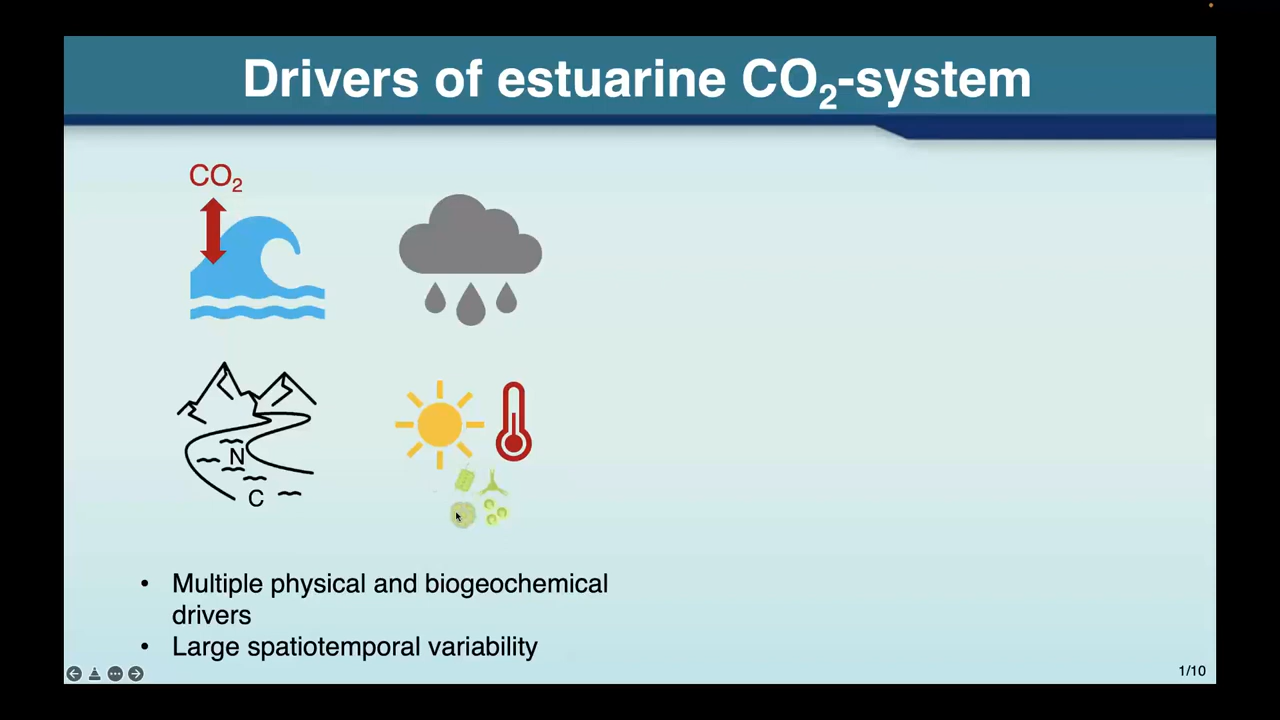 Drivers of estuarine CO₂-system
CO₂
N
C
• Multiple physical and biogeochemical
drivers
• Large spatiotemporal variability
1/10